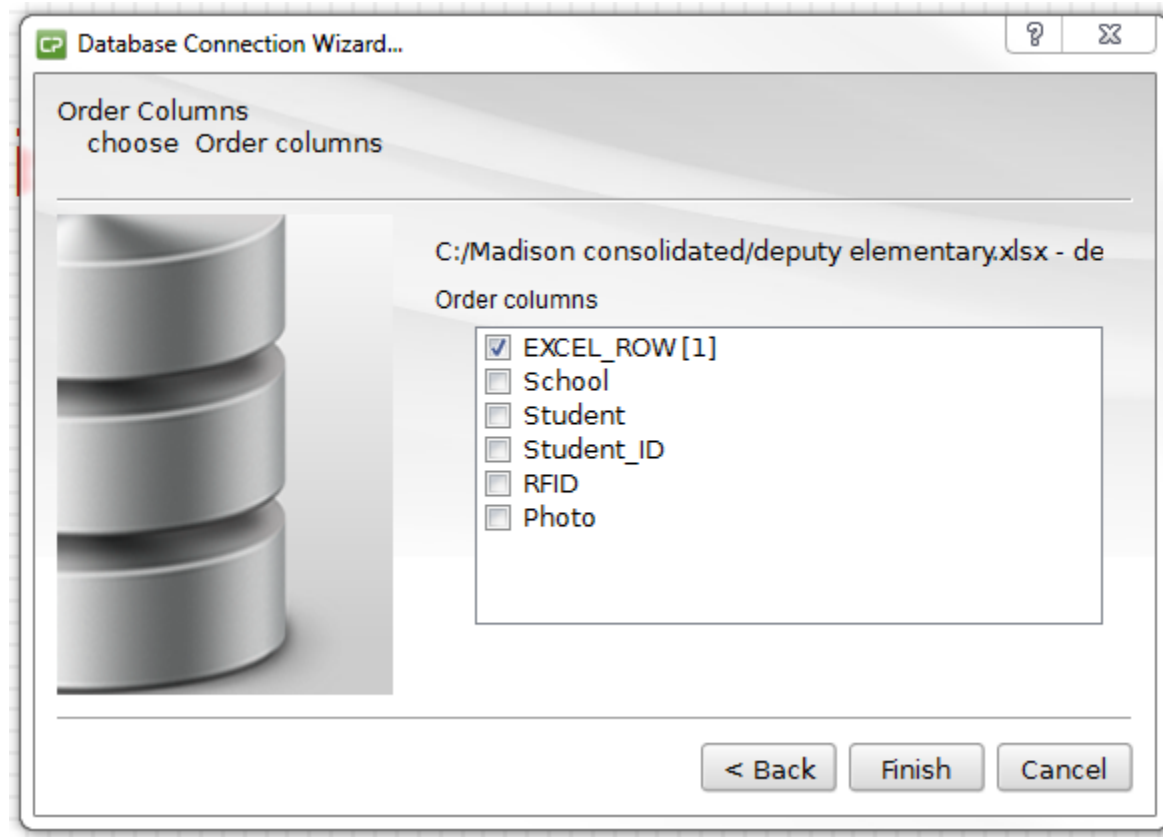 CP Database Connection Wizard...
Order Columns
choose Order columns
C:/Madison consolidated/deputy elementary.xlsx - de
Order columns
EXCEL_ROW[1]
School
Student
Student_ID
RFID
Photo
< Back Finish Cancel